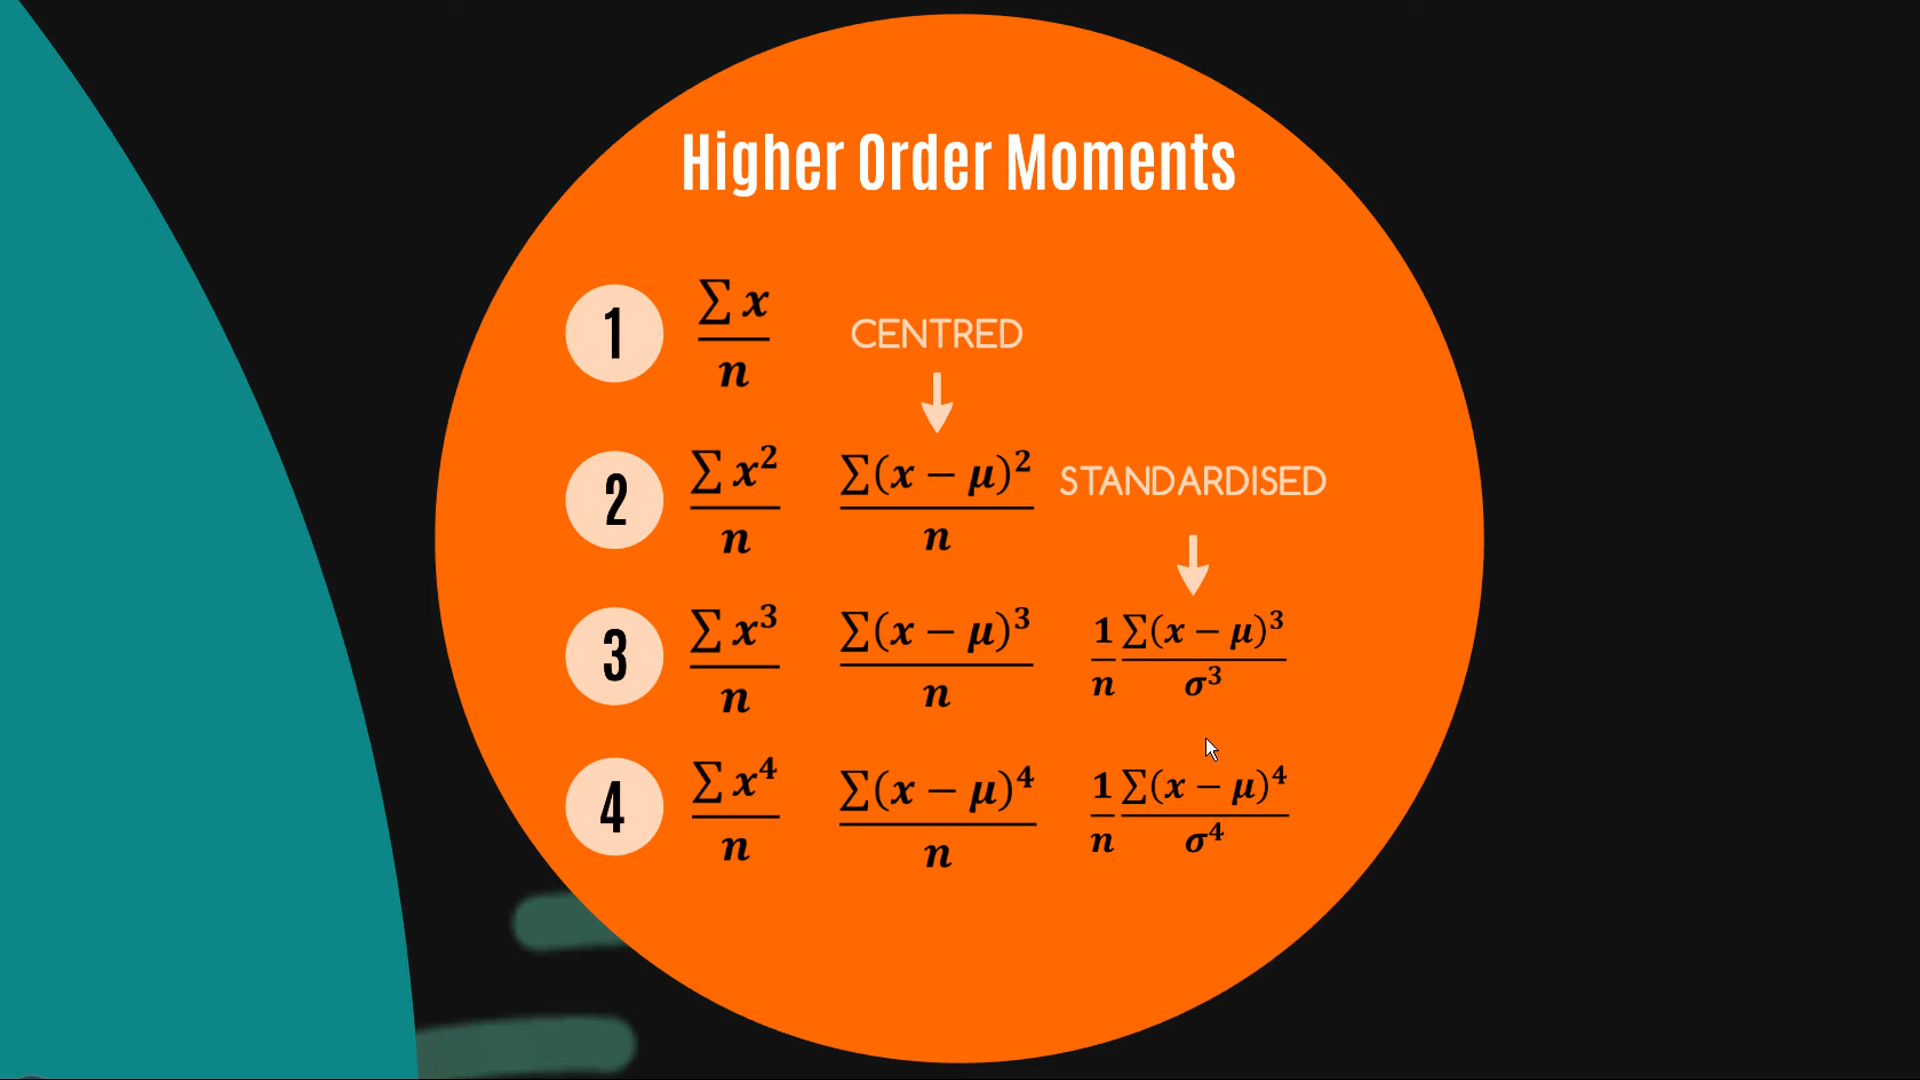 Higher Order Moments
1 ∑x/n CENTRED
2 ∑x²/n ∑(x − μ)²/n STANDARDISED
3 ∑x³/n ∑(x − μ)³/n 1/n ∑(x − μ)³/σ³
4 ∑x⁴/n ∑(x − μ)⁴/n 1/n ∑(x − μ)⁴/σ⁴